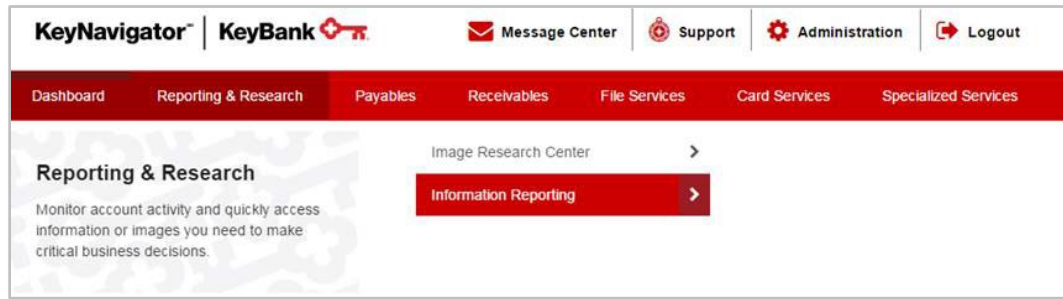 KeyNavigator℠ | KeyBank
Message Center
Support
Administration
Logout
Dashboard
Reporting & Research
Payables
Receivables
File Services
Card Services
Specialized Services
Reporting & Research
Monitor account activity and quickly access
information or images you need to make
critical business decisions.
Image Research Center
Information Reporting